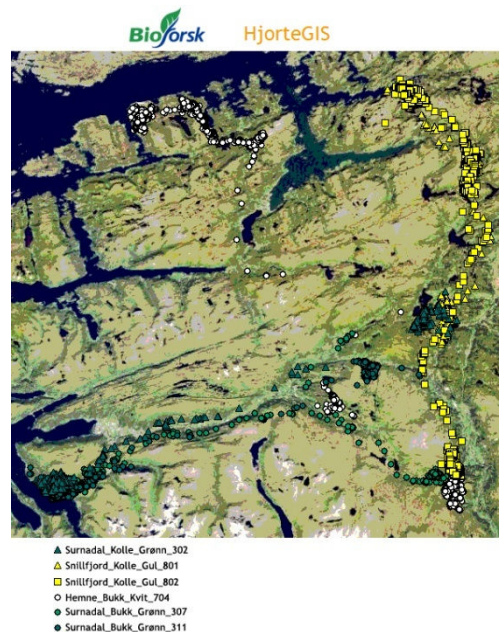 Bioforsk HjorteGIS
Surnadal_Kolle_Grønn_302
Snillfjord_Kolle_Gul_801
Snillfjord_Kolle_Gul_802
Hemne_Bukk_Kvit_704
Surnadal_Bukk_Grønn_307
Surnadal_Bukk_Grønn_311